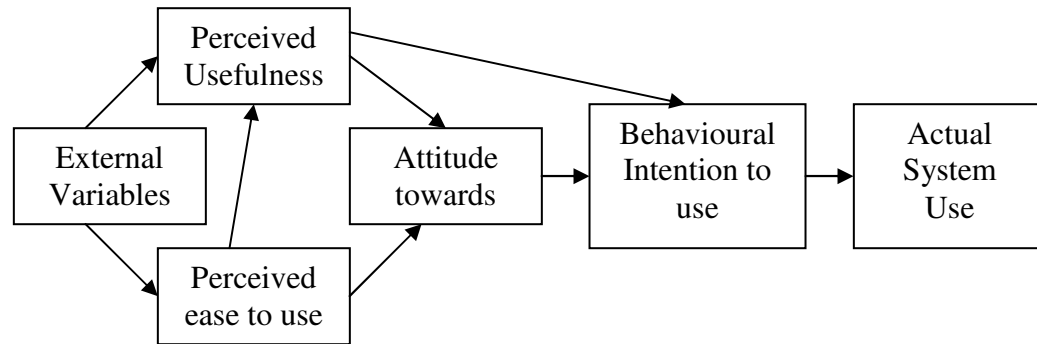 Perceived
Usefulness
External
Variables
Perceived
ease to use
Attitude
towards
Behavioural
Intention to
use
Actual
System
Use